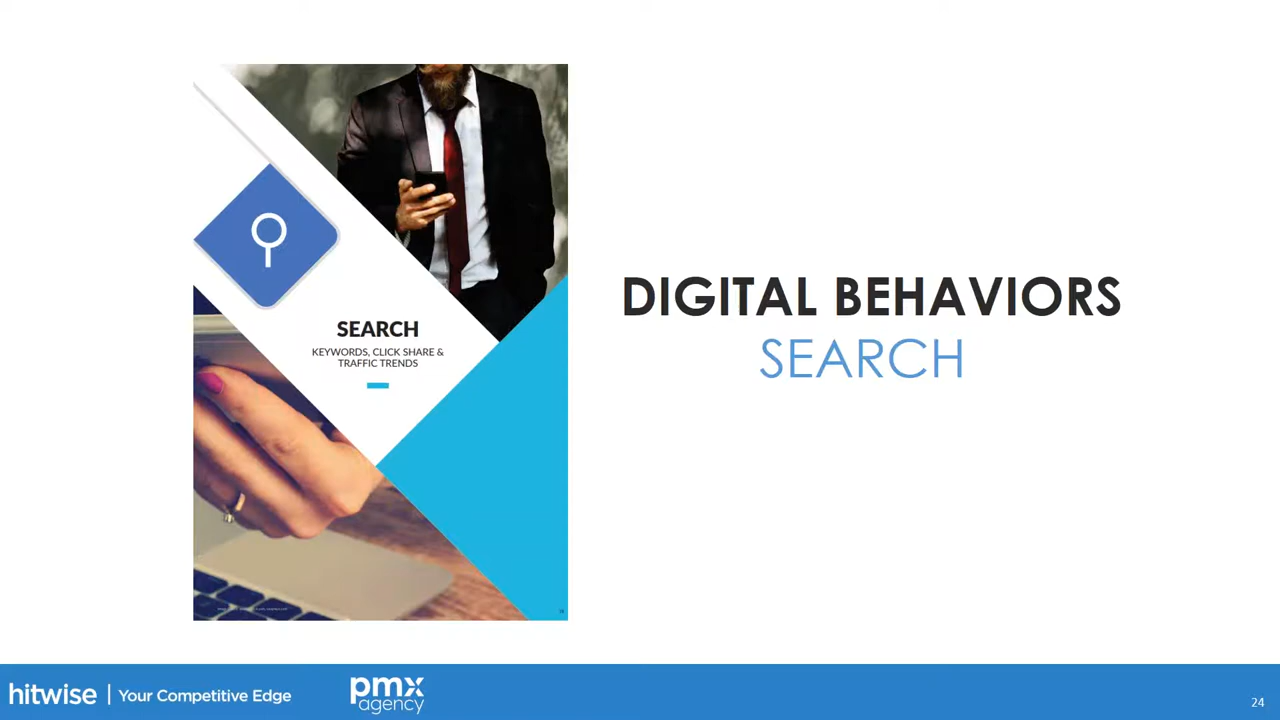 SEARCH
KEYWORDS, CLICK SHARE &
TRAFFIC TRENDS
DIGITAL BEHAVIORS
SEARCH
hitwise | Your Competitive Edge
pmx
agency
24